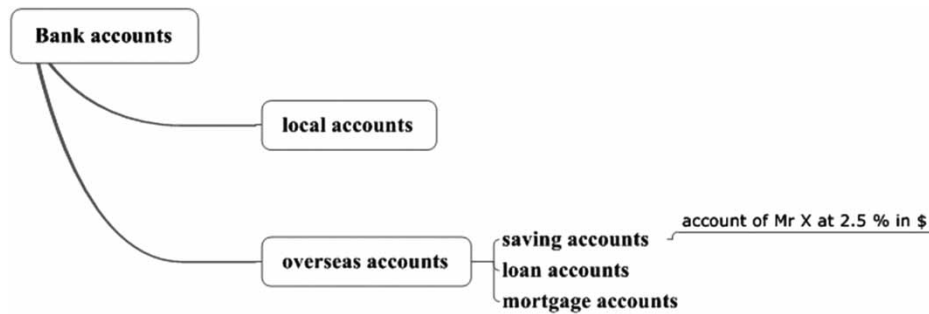 Bank accounts
local accounts
account of Mr X at 2.5 % in $
saving accounts
overseas accounts
loan accounts
mortgage accounts